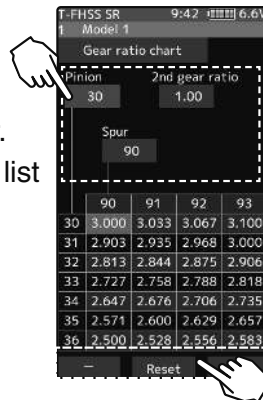 T-FHSS SR 9:42 6.6V
1 Model 1
Gear ratio chart
Pinion 2nd gear ratio
30 1.00
Spur
90
.
list
90 91 92 93
30 3.000 3.033 3.067 3.100
31 2.903 2.935 2.968 3.000
32 2.813 2.844 2.875 2.906
33 2.727 2.758 2.788 2.818
34 2.647 2.676 2.706 2.735
35 2.571 2.600 2.629 2.657
36 2.500 2.528 2.556 2.583
– Reset